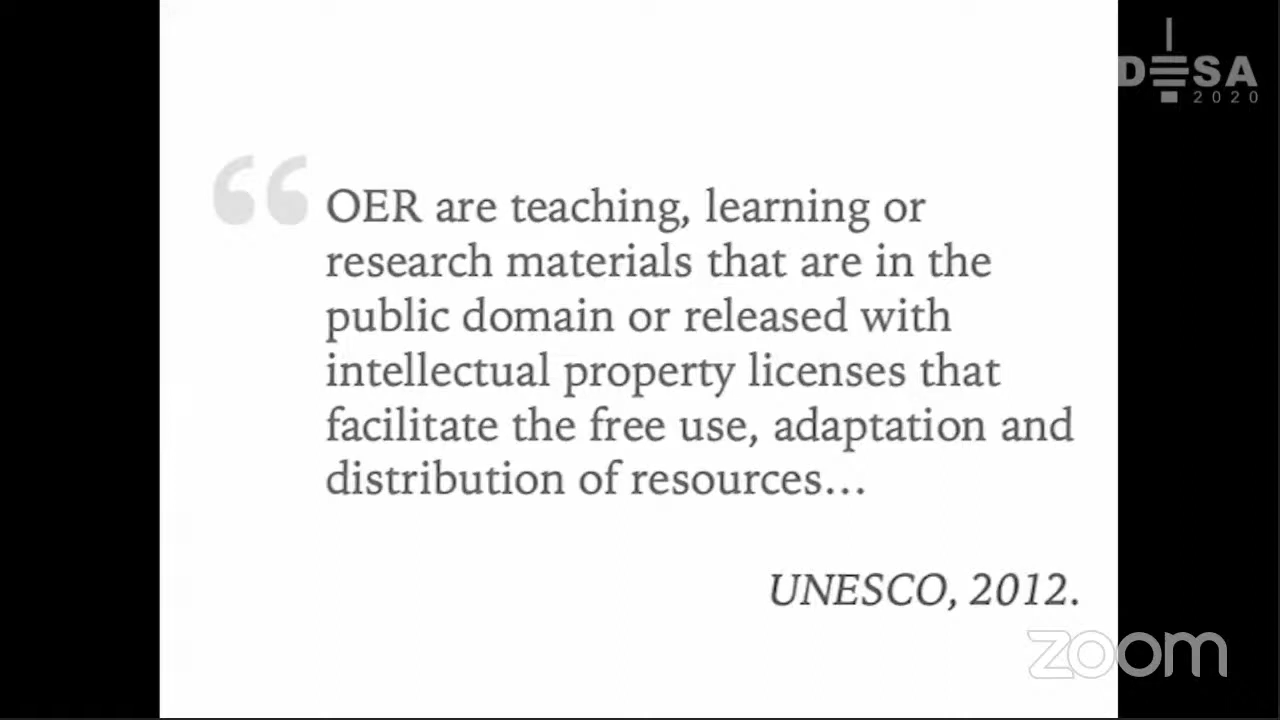 DESA
2020
“ OER are teaching, learning or
research materials that are in the
public domain or released with
intellectual property licenses that
facilitate the free use, adaptation and
distribution of resources...
UNESCO, 2012.
zoom